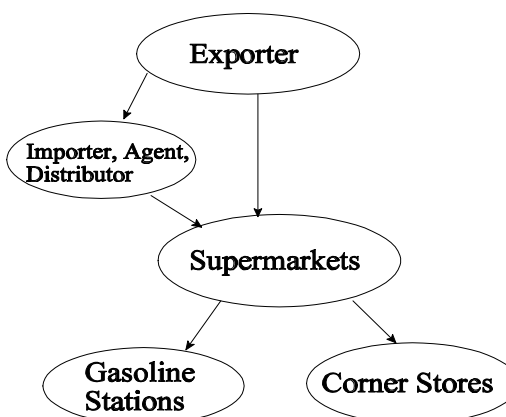 Exporter
Importer, Agent,
Distributor
Supermarkets
Gasoline
Stations
Corner Stores